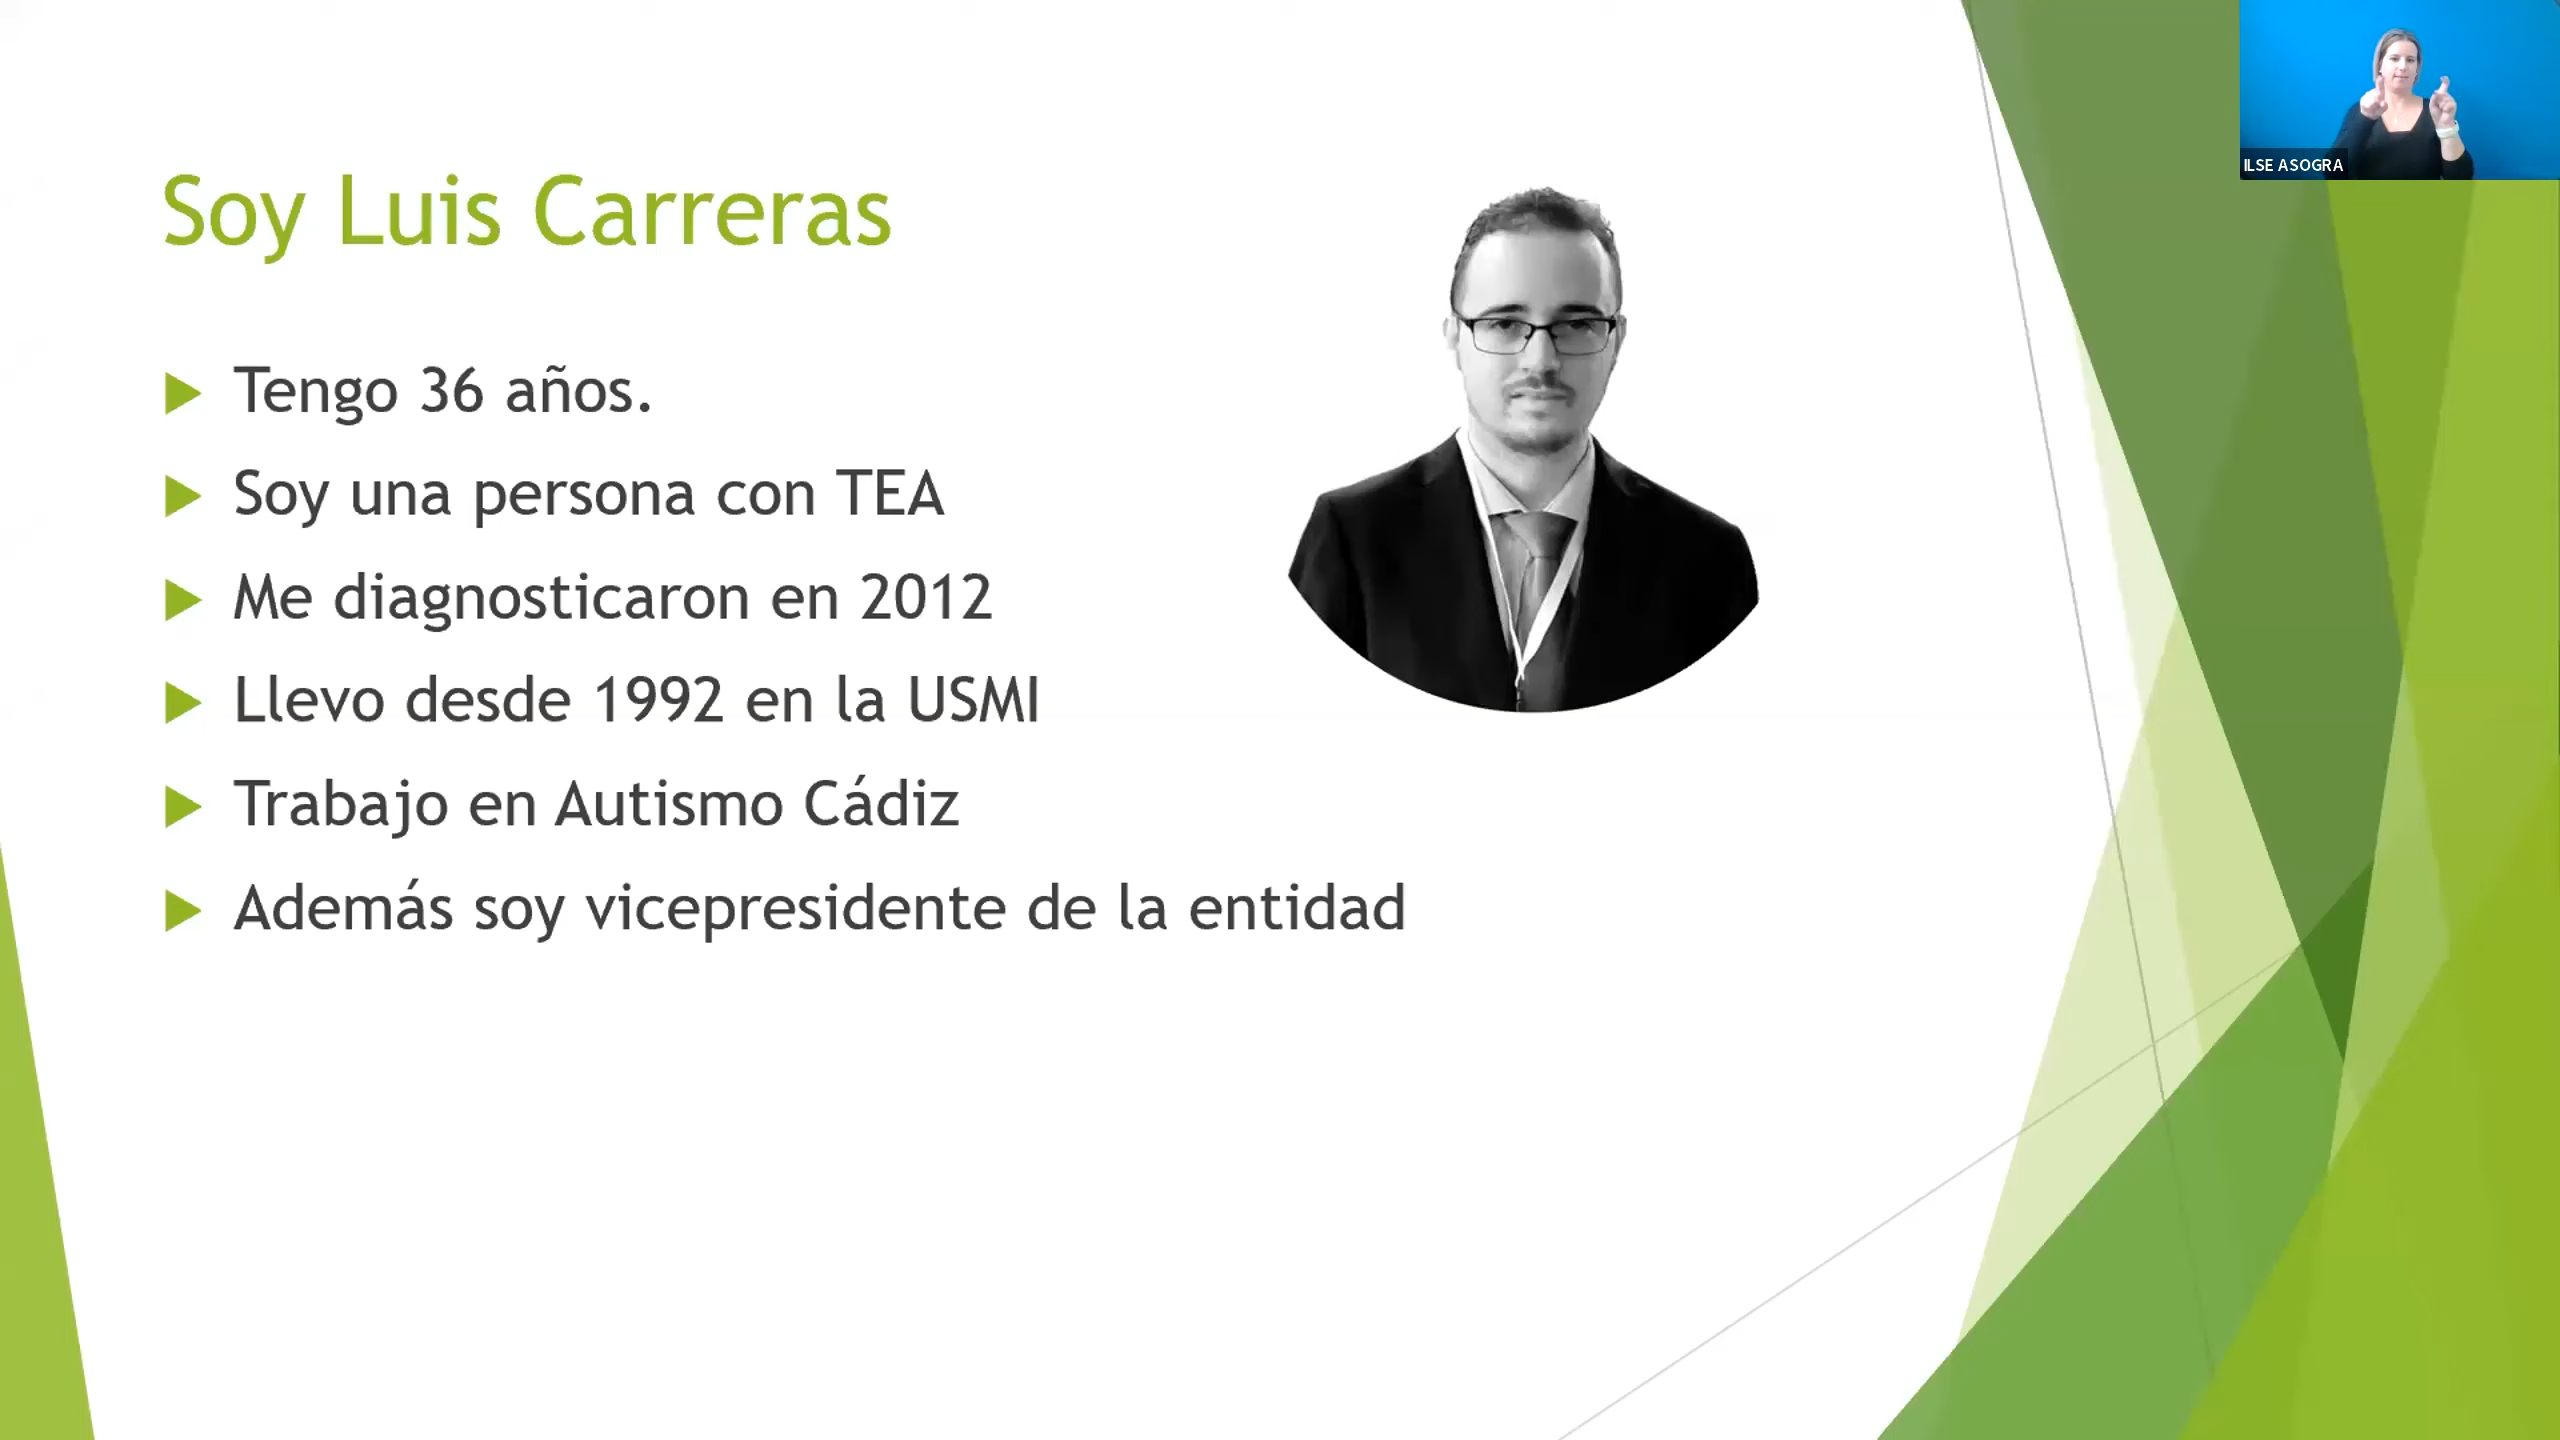 Soy Luis Carreras
Tengo 36 años.
Soy una persona con TEA
Me diagnosticaron en 2012
Llevo desde 1992 en la USMI
Trabajo en Autismo Cádiz
Además soy vicepresidente de la entidad
ILSE ASOGRA